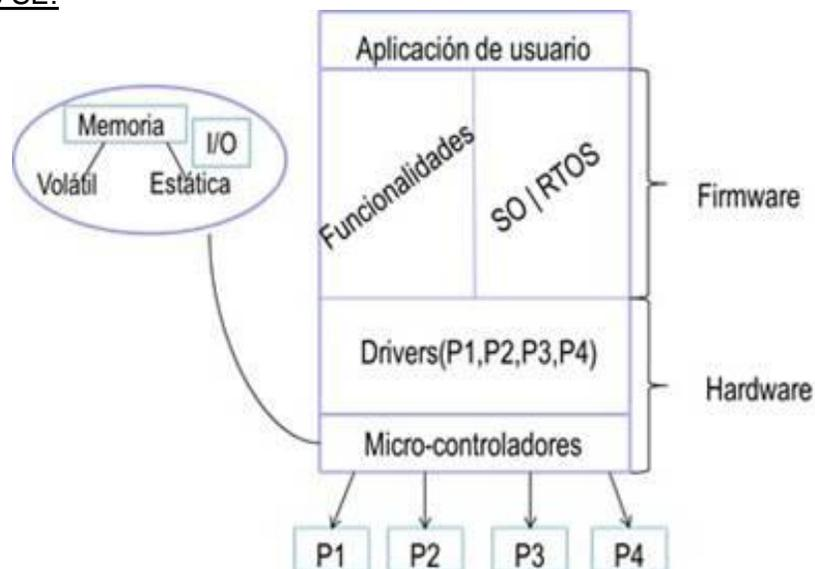 Aplicación de usuario
Memoria
I/O
Volátil Estática
Funcionalidades
SO | RTOS
Firmware
Drivers(P1,P2,P3,P4)
Hardware
Micro-controladores
P1 P2 P3 P4